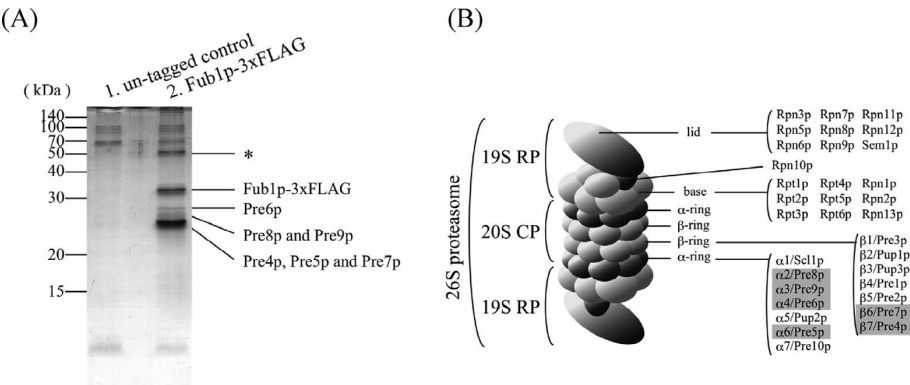 (A)
1. un-tagged control
2. Fub1p-3xFLAG
( kDa )
140
100
70
50
40
30
20
15
*
Fub1p-3xFLAG
Pre6p
Pre8p and Pre9p
Pre4p, Pre5p and Pre7p
(B)
26S proteasome
19S RP
20S CP
19S RP
lid
Rpn3p Rpn7p Rpn11p
Rpn5p Rpn8p Rpn12p
Rpn6p Rpn9p Sem1p
Rpn10p
base
Rpt1p Rpt4p Rpn1p
Rpt2p Rpt5p Rpn2p
Rpt3p Rpt6p Rpn13p
α-ring
β-ring
β-ring
α-ring
α1/Scl1p
α2/Pre8p
α3/Pre9p
α4/Pre6p
α5/Pup2p
α6/Pre5p
α7/Pre10p
β1/Pre3p
β2/Pup1p
β3/Pup3p
β4/Pre1p
β5/Pre2p
β6/Pre7p
β7/Pre4p